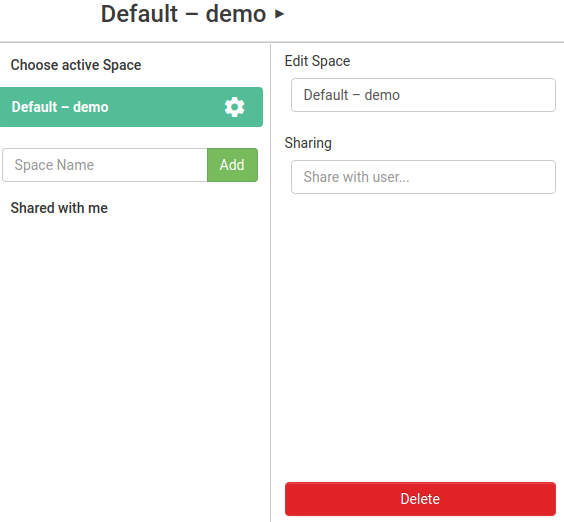 Default – demo ▸
Choose active Space
Default – demo
Space Name
Add
Shared with me
Edit Space
Default – demo
Sharing
Share with user...
Delete